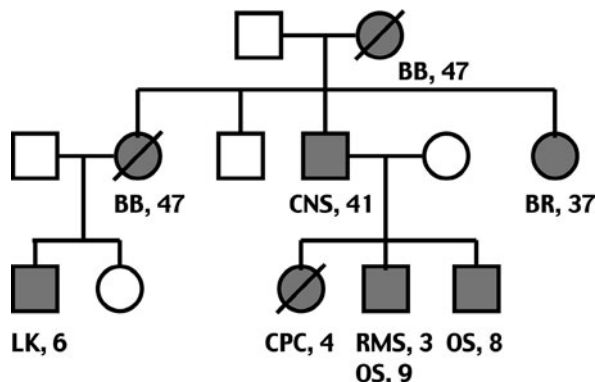 BB, 47
BB, 47
CNS, 41
BR, 37
LK, 6
CPC, 4
RMS, 3
OS, 9
OS, 8